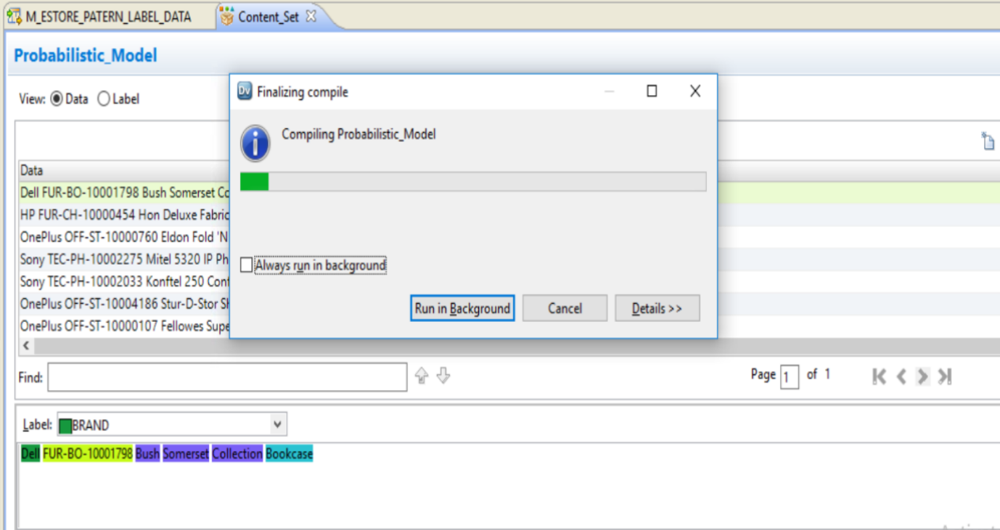 M_ESTORE_PATERN_LABEL_DATA Content_Set
Probabilistic_Model
View: Data Label
Dv Finalizing compile
Compiling Probabilistic_Model
Data
Dell FUR-BO-10001798 Bush Somerset Co
HP FUR-CH-10000454 Hon Deluxe Fabric
OnePlus OFF-ST-10000760 Eldon Fold 'N
Sony TEC-PH-10002275 Mitel 5320 IP Ph
Always run in background
Sony TEC-PH-10002033 Konftel 250 Conf
OnePlus OFF-ST-10004186 Stur-D-Stor Sh
Run in Background Cancel Details >>
OnePlus OFF-ST-10000107 Fellowes Supe
Find: Page 1 of 1
Label: BRAND
Dell FUR-BO-10001798 Bush Somerset Collection Bookcase